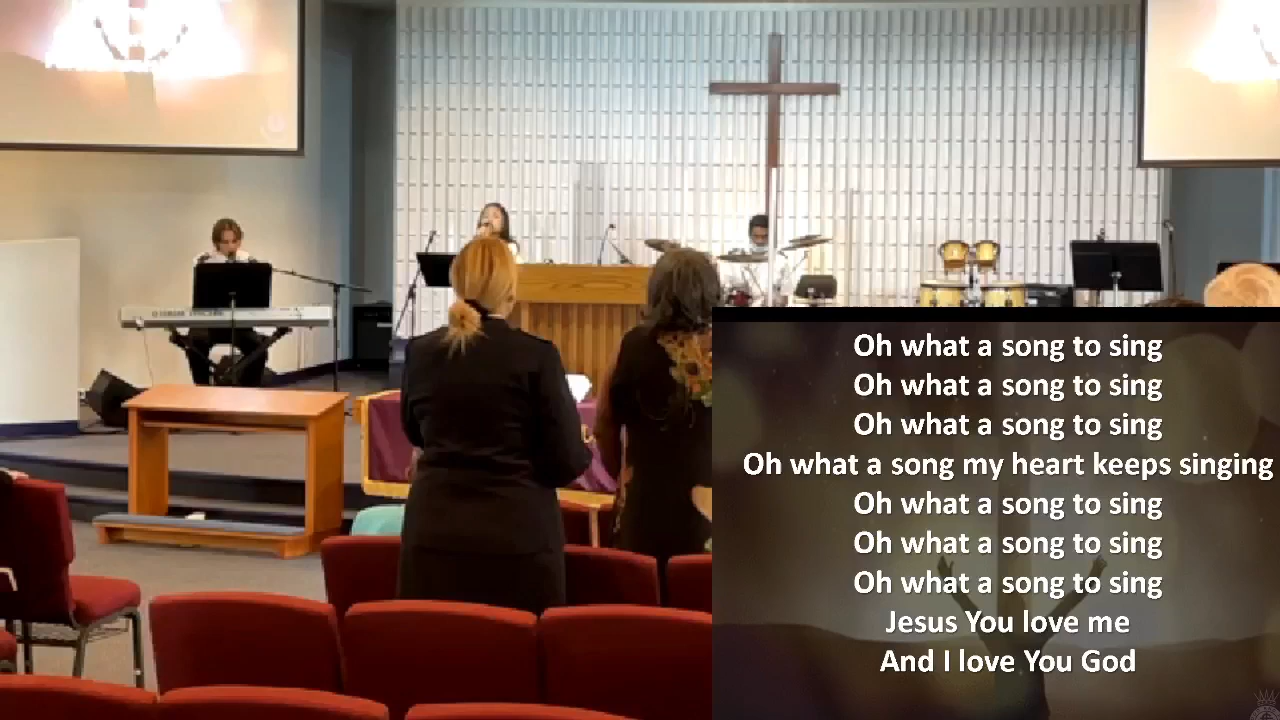 Oh what a song to sing
Oh what a song to sing
Oh what a song to sing
Oh what a song my heart keeps singing
Oh what a song to sing
Oh what a song to sing
Oh what a song to sing
Jesus You love me
And I love You God